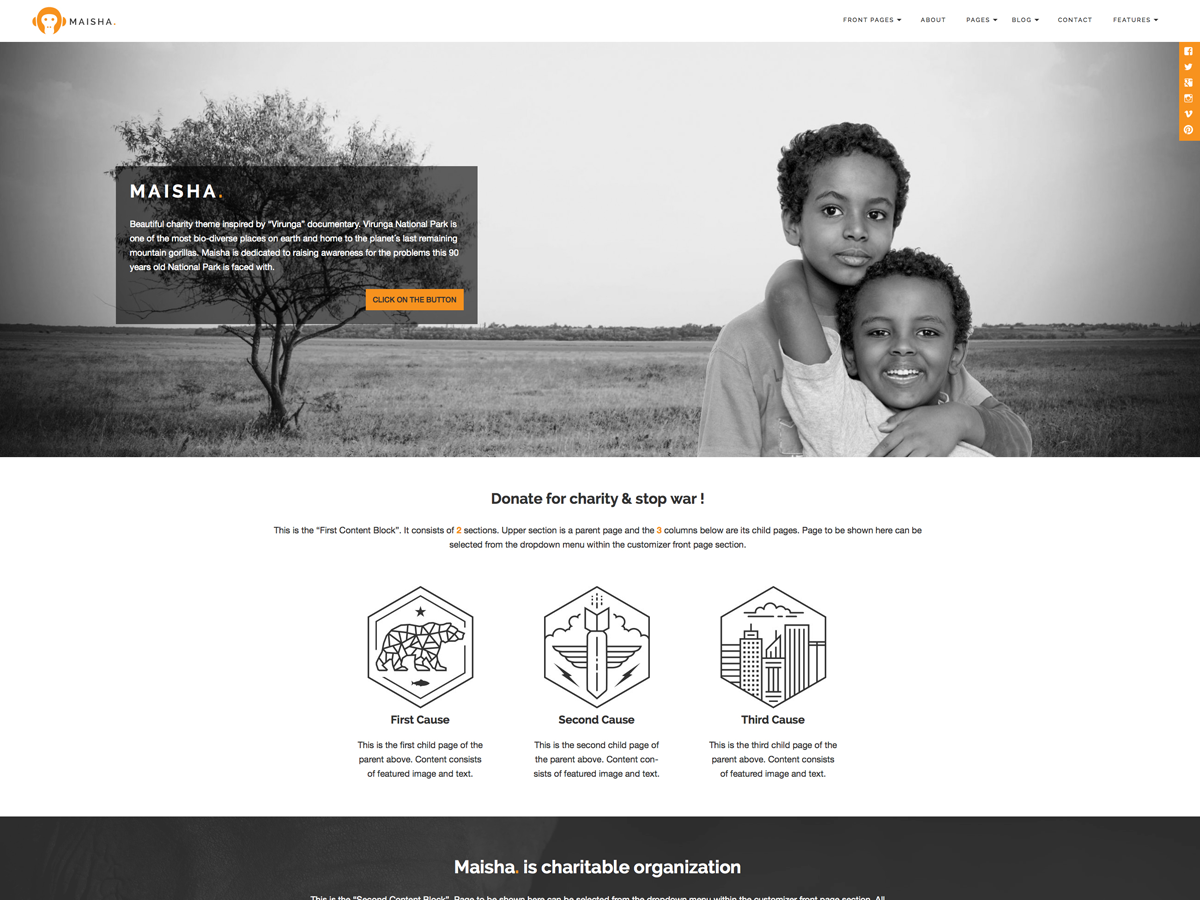 MAISHA.
FRONT PAGES
ABOUT
PAGES
BLOG
CONTACT
FEATURES
MAISHA.
Beautiful charity theme inspired by “Virunga” documentary. Virunga National Park is
one of the most bio-diverse places on earth and home to the planet´s last remaining
mountain gorillas. Maisha is dedicated to raising awareness for the problems this 90
years old National Park is faced with.
CLICK ON THE BUTTON
Donate for charity & stop war !
This is the “First Content Block”. It consists of 2 sections. Upper section is a parent page and the 3 columns below are its child pages. Page to be shown here can be
selected from the dropdown menu within the customizer front page section.
First Cause
This is the first child page of the
parent above. Content consists
of featured image and text.
Second Cause
This is the second child page of
the parent above. Content con-
sists of featured image and text.
Third Cause
This is the third child page of the
parent above. Content consists
of featured image and text.
Maisha. is charitable organization
This is the “Second Content Block”. Page to be shown here can be selected from the dropdown menu within the customizer front page section. All